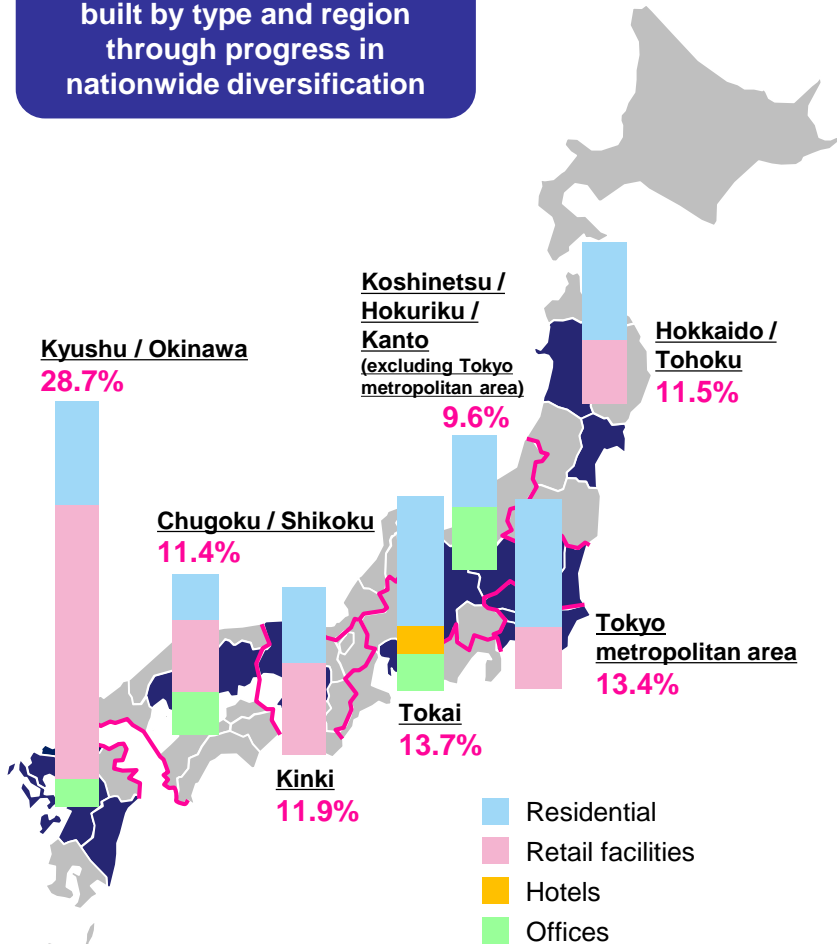 built by type and region
through progress in
nationwide diversification
Koshinetsu /
Hokuriku /
Kanto
(excluding Tokyo
metropolitan area)
9.6%
Hokkaido /
Tohoku
11.5%
Kyushu / Okinawa
28.7%
Chugoku / Shikoku
11.4%
Tokyo
metropolitan area
13.4%
Tokai
13.7%
Kinki
11.9%
Residential
Retail facilities
Hotels
Offices